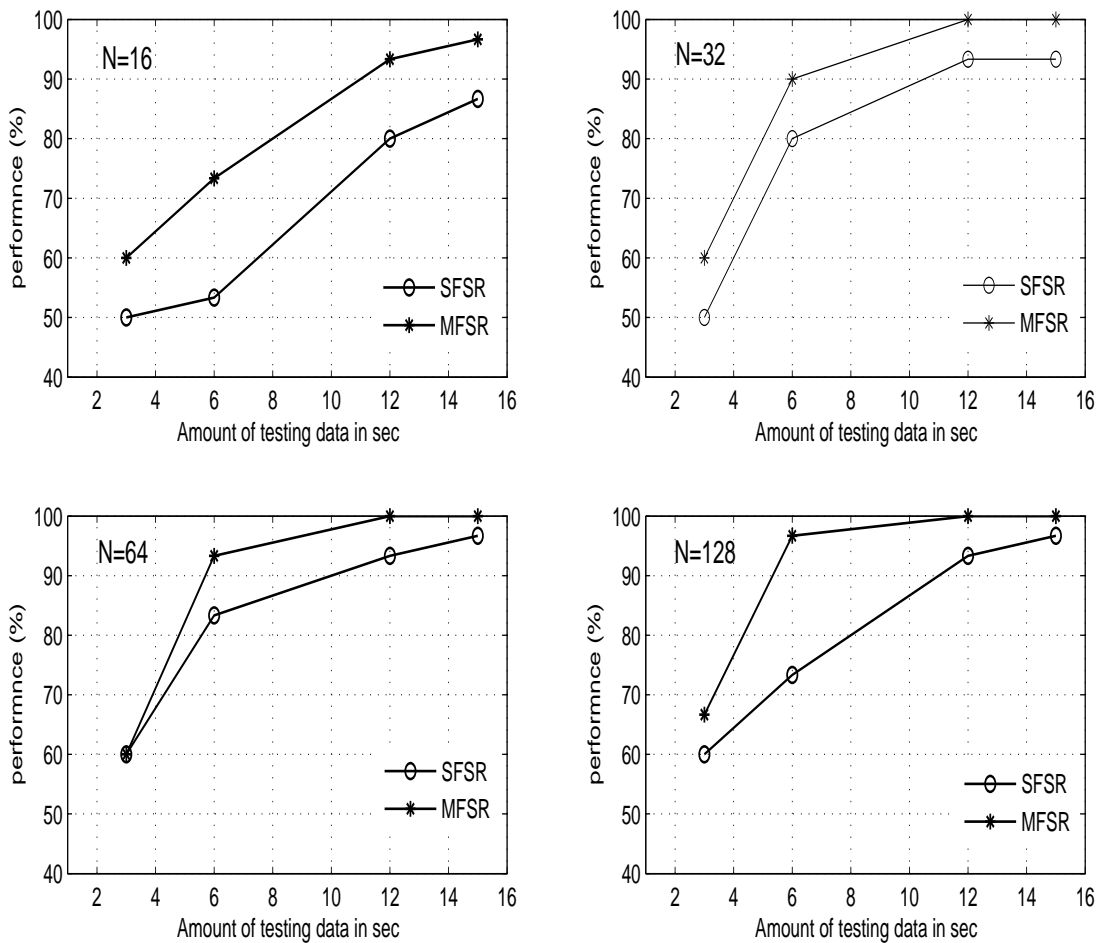 100
90
80
70
60
50
40
performnce (%)
N=16
SFSR
MFSR
2 4 6 8 10 12 14 16
Amount of testing data in sec
100
90
80
70
60
50
40
performnce (%)
N=32
SFSR
MFSR
2 4 6 8 10 12 14 16
Amount of testing data in sec
100
90
80
70
60
50
40
performnce (%)
N=64
SFSR
MFSR
2 4 6 8 10 12 14 16
Amount of testing data in sec
100
90
80
70
60
50
40
performnce (%)
N=128
SFSR
MFSR
2 4 6 8 10 12 14 16
Amount of testing data in sec